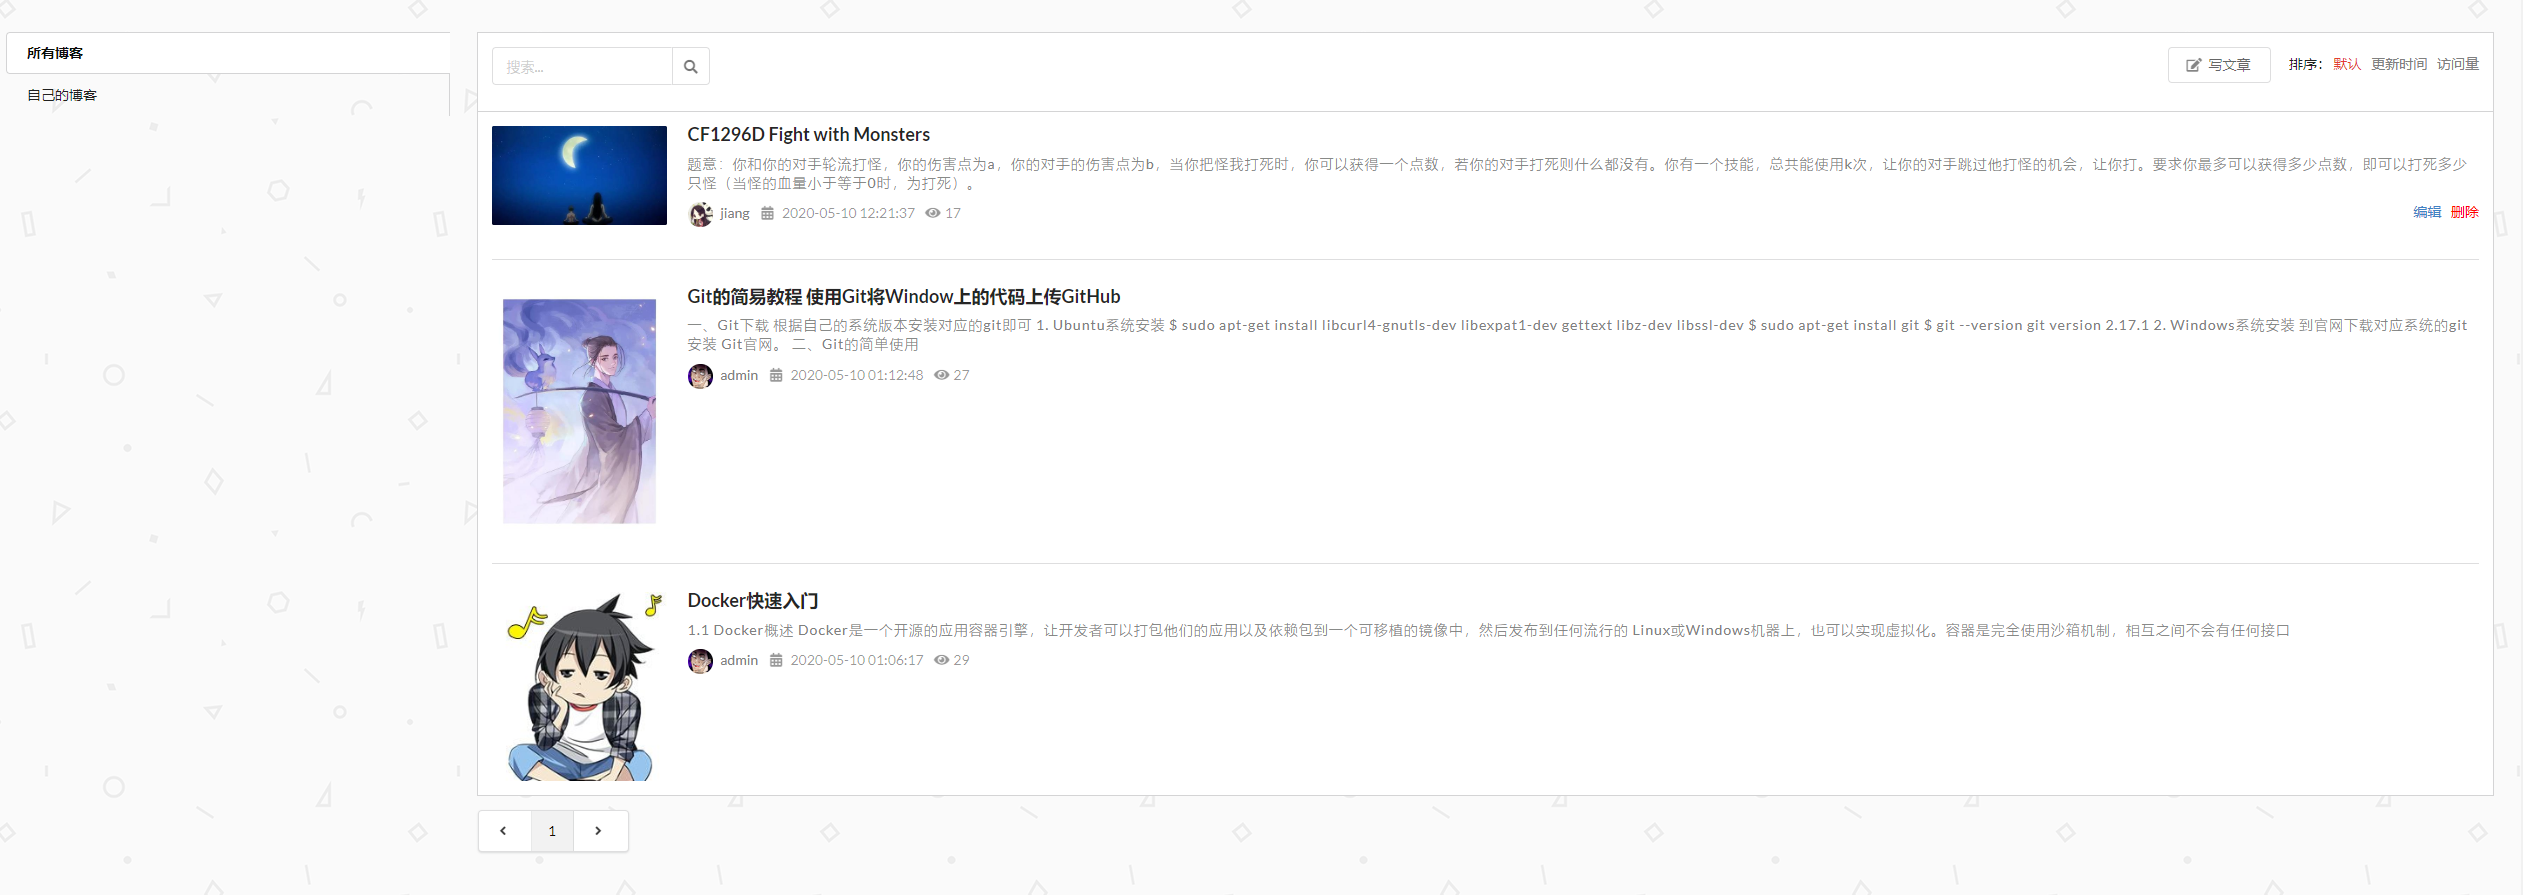 所有博客
自己的博客
搜索...
写文章
排序： 默认 更新时间 访问量
CF1296D Fight with Monsters
题意：你和你的对手轮流打怪，你的伤害点为a，你的对手的伤害点为b，当你把怪我打死时，你可以获得一个点数，若你的对手打死则什么都没有。你有一个技能，总共能使用k次，让你的对手跳过他打怪的机会，让你打。要求你最多可以获得多少点数，即可以打死多少
只怪（当怪的血量小于等于0时，为打死）。
jiang 2020-05-10 12:21:37 17
编辑 删除
Git的简易教程 使用Git将Window上的代码上传GitHub
一、Git下载 根据自己的系统版本安装对应的git即可 1. Ubuntu系统安装 $ sudo apt-get install libcurl4-gnutls-dev libexpat1-dev gettext libz-dev libssl-dev $ sudo apt-get install git $ git --version git version 2.17.1 2. Windows系统安装 到官网下载对应系统的git
安装 Git官网。 二、Git的简单使用
admin 2020-05-10 01:12:48 27
Docker快速入门
1.1 Docker概述 Docker是一个开源的应用容器引擎，让开发者可以打包他们的应用以及依赖包到一个可移植的镜像中，然后发布到任何流行的 Linux或Windows机器上，也可以实现虚拟化。容器是完全使用沙箱机制，相互之间不会有任何接口
admin 2020-05-10 01:06:17 29
1